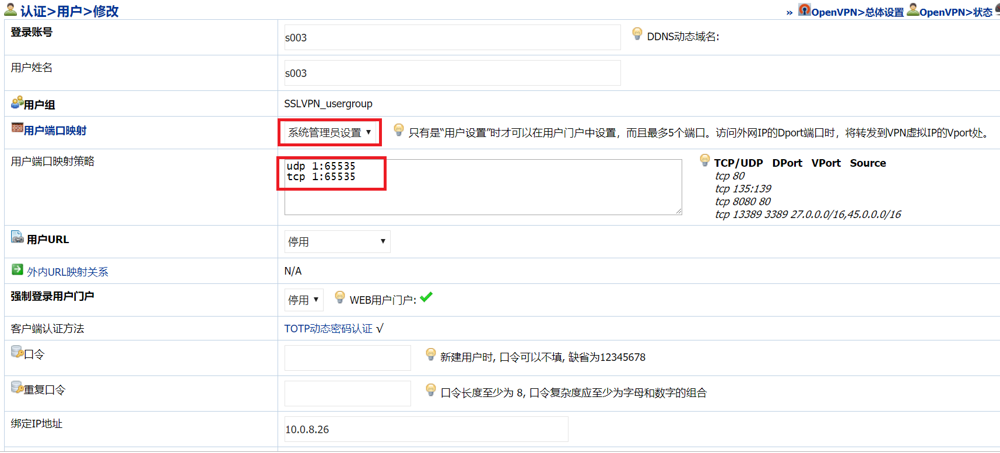 认证>用户>修改
» OpenVPN>总体设置 OpenVPN>状态
登录账号 s003 DDNS动态域名:
用户姓名 s003
用户组 SSLVPN_usergroup
用户端口映射 系统管理员设置 ▼ 只有是“用户设置”时才可以在用户门户中设置，而且最多5个端口。访问外网IP的Dport端口时，将转发到VPN虚拟IP的Vport处。
用户端口映射策略
udp 1:65535
tcp 1:65535
TCP/UDP DPort VPort Source
tcp 80
tcp 135:139
tcp 8080 80
tcp 13389 3389 27.0.0.0/16,45.0.0.0/16
用户URL 停用 ▼
外内URL映射关系 N/A
强制登录用户门户 停用 ▼ WEB用户门户:
客户端认证方法 TOTP动态密码认证 √
口令 新建用户时, 口令可以不填, 缺省为12345678
重复口令 口令长度至少为 8, 口令复杂度应至少为字母和数字的组合
绑定IP地址 10.0.8.26